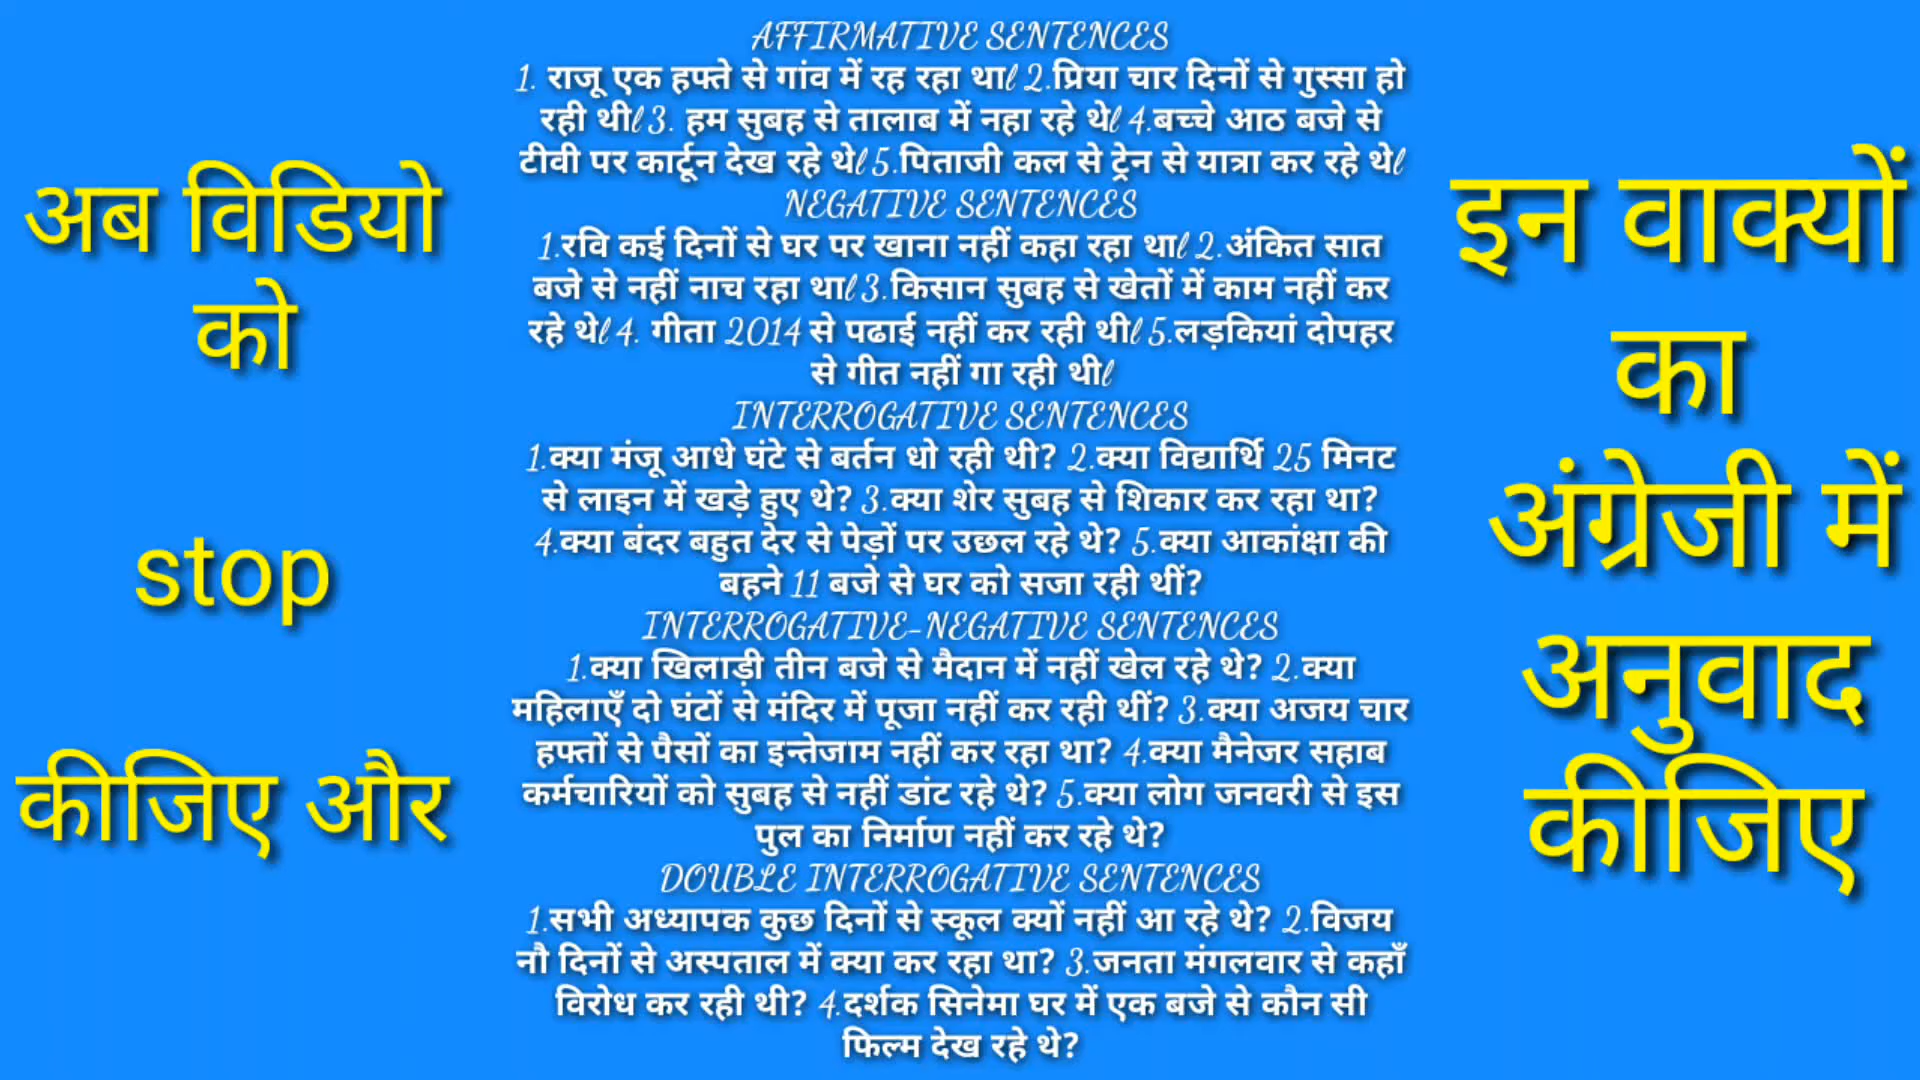 अब विडियो
को
stop
कीजिए और
AFFIRMATIVE SENTENCES
1. राजू एक हफ्ते से गांव में रह रहा थाl 2.प्रिया चार दिनों से गुस्सा हो
रही थीl 3. हम सुबह से तालाब में नहा रहे थेl 4.बच्चे आठ बजे से
टीवी पर कार्टून देख रहे थेl 5.पिताजी कल से ट्रेन से यात्रा कर रहे थेl
NEGATIVE SENTENCES
1.रवि कई दिनों से घर पर खाना नहीं कहा रहा थाl 2.अंकित सात
बजे से नहीं नाच रहा थाl 3.किसान सुबह से खेतों में काम नहीं कर
रहे थेl 4. गीता 2014 से पढाई नहीं कर रही थीl 5.लड़कियां दोपहर
से गीत नहीं गा रही थीl
INTERROGATIVE SENTENCES
1.क्या मंजू आधे घंटे से बर्तन धो रही थी? 2.क्या विद्यार्थि 25 मिनट
से लाइन में खड़े हुए थे? 3.क्या शेर सुबह से शिकार कर रहा था?
4.क्या बंदर बहुत देर से पेड़ों पर उछल रहे थे? 5.क्या आकांक्षा की
बहने 11 बजे से घर को सजा रही थीं?
INTERROGATIVE-NEGATIVE SENTENCES
1.क्या खिलाड़ी तीन बजे से मैदान में नहीं खेल रहे थे? 2.क्या
महिलाएँ दो घंटों से मंदिर में पूजा नहीं कर रही थीं? 3.क्या अजय चार
हफ्तों से पैसों का इन्तेजाम नहीं कर रहा था? 4.क्या मैनेजर सहाब
कर्मचारियों को सुबह से नहीं डांट रहे थे? 5.क्या लोग जनवरी से इस
पुल का निर्माण नहीं कर रहे थे?
DOUBLE INTERROGATIVE SENTENCES
1.सभी अध्यापक कुछ दिनों से स्कूल क्यों नहीं आ रहे थे? 2.विजय
नौ दिनों से अस्पताल में क्या कर रहा था? 3.जनता मंगलवार से कहाँ
विरोध कर रही थी? 4.दर्शक सिनेमा घर में एक बजे से कौन सी
फिल्म देख रहे थे?
इन वाक्यों
का
अंग्रेजी में
अनुवाद
कीजिए